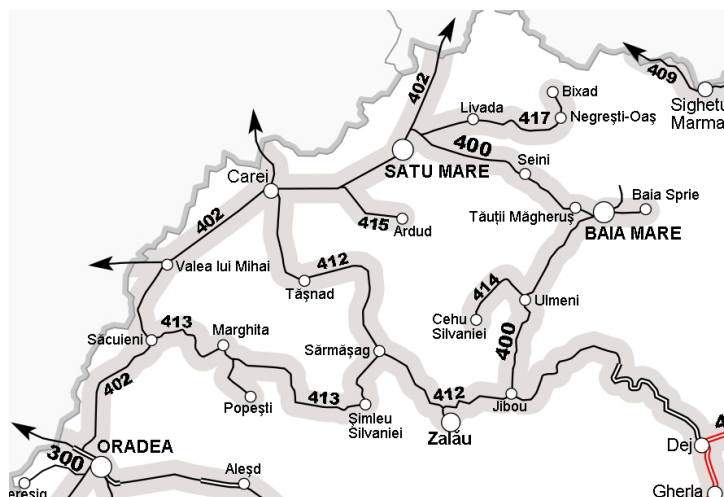 409
Sighetu
Marma
402
Bixad
Livada
417
Negrești-Oaș
400
SATU MARE
Seini
Carei
415
Ardud
Tăuții Măgheruș
Baia Sprie
BAIA MARE
402
Valea lui Mihai
412
Tășnad
414
Cehu
Silvaniei
Ulmeni
400
Săcuieni
413
Marghita
Sărmășag
402
Popești
413
Șimleu
Silvaniei
412
Zalău
Jibou
300
ORADEA
Aleșd
eresig
Dej
Gherla